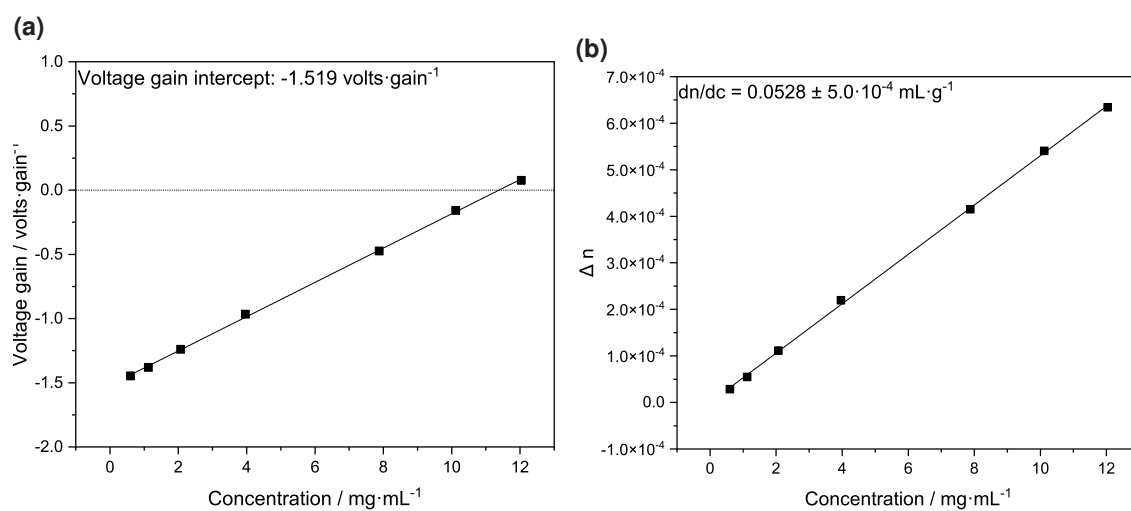 (a)
Voltage gain intercept: -1.519 volts·gain⁻¹
1.0
0.5
0.0
-0.5
-1.0
-1.5
-2.0
Voltage gain / volts·gain⁻¹
0 2 4 6 8 10 12
Concentration / mg·mL⁻¹
(b)
dn/dc = 0.0528 ± 5.0·10⁻⁴ mL·g⁻¹
7.0×10⁻⁴
6.0×10⁻⁴
5.0×10⁻⁴
4.0×10⁻⁴
3.0×10⁻⁴
2.0×10⁻⁴
1.0×10⁻⁴
0.0
-1.0×10⁻⁴
Δ n
0 2 4 6 8 10 12
Concentration / mg·mL⁻¹